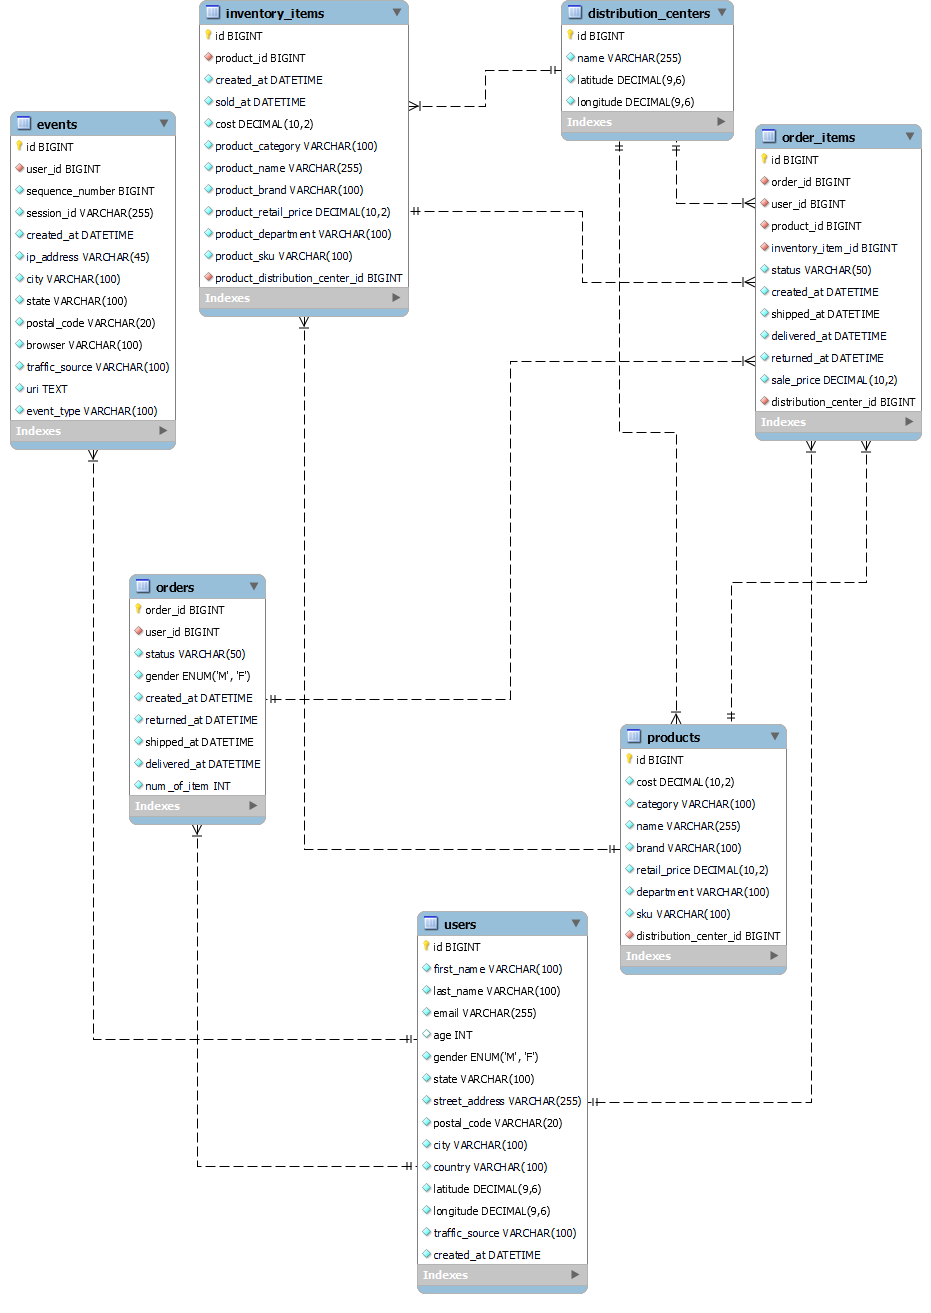 inventory_items
id BIGINT
product_id BIGINT
created_at DATETIME
sold_at DATETIME
cost DECIMAL(10,2)
product_category VARCHAR(100)
product_name VARCHAR(255)
product_brand VARCHAR(100)
product_retail_price DECIMAL(10,2)
product_department VARCHAR(100)
product_sku VARCHAR(100)
product_distribution_center_id BIGINT
Indexes
distribution_centers
id BIGINT
name VARCHAR(255)
latitude DECIMAL(9,6)
longitude DECIMAL(9,6)
Indexes
events
id BIGINT
user_id BIGINT
sequence_number BIGINT
session_id VARCHAR(255)
created_at DATETIME
ip_address VARCHAR(45)
city VARCHAR(100)
state VARCHAR(100)
postal_code VARCHAR(20)
browser VARCHAR(100)
traffic_source VARCHAR(100)
uri TEXT
event_type VARCHAR(100)
Indexes
order_items
id BIGINT
order_id BIGINT
user_id BIGINT
product_id BIGINT
inventory_item_id BIGINT
status VARCHAR(50)
created_at DATETIME
shipped_at DATETIME
delivered_at DATETIME
returned_at DATETIME
sale_price DECIMAL(10,2)
distribution_center_id BIGINT
Indexes
orders
order_id BIGINT
user_id BIGINT
status VARCHAR(50)
gender ENUM('M', 'F')
created_at DATETIME
returned_at DATETIME
shipped_at DATETIME
delivered_at DATETIME
num_of_item INT
Indexes
products
id BIGINT
cost DECIMAL(10,2)
category VARCHAR(100)
name VARCHAR(255)
brand VARCHAR(100)
retail_price DECIMAL(10,2)
department VARCHAR(100)
sku VARCHAR(100)
distribution_center_id BIGINT
Indexes
users
id BIGINT
first_name VARCHAR(100)
last_name VARCHAR(100)
email VARCHAR(255)
age INT
gender ENUM('M', 'F')
state VARCHAR(100)
street_address VARCHAR(255)
postal_code VARCHAR(20)
city VARCHAR(100)
country VARCHAR(100)
latitude DECIMAL(9,6)
longitude DECIMAL(9,6)
traffic_source VARCHAR(100)
created_at DATETIME
Indexes